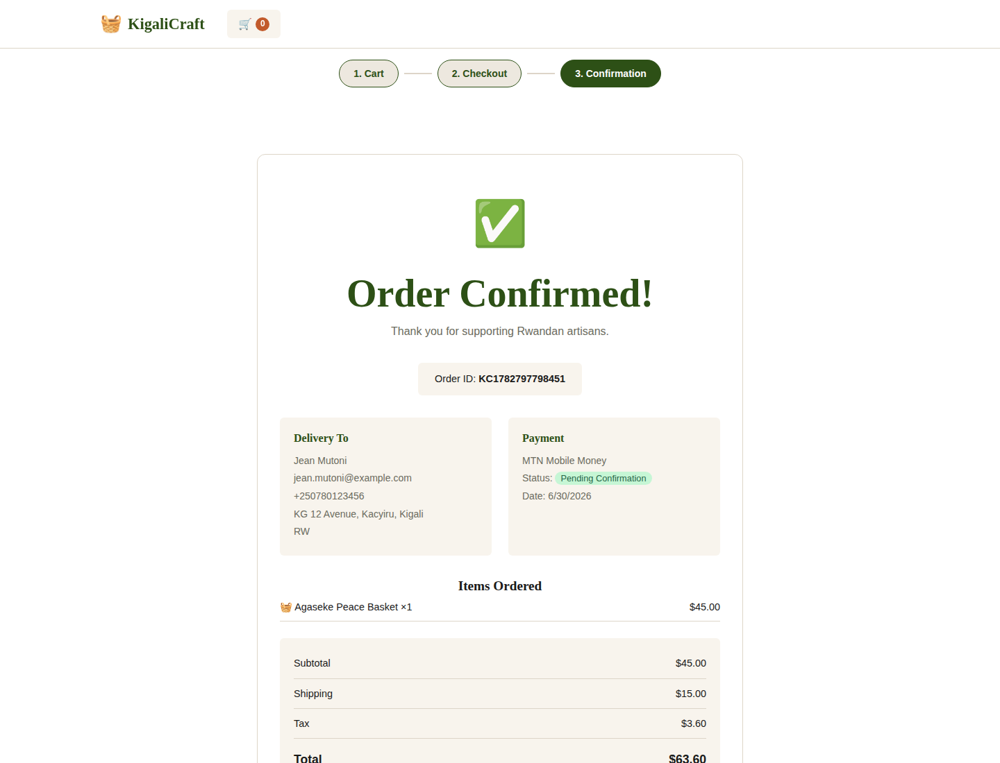 KigaliCraft
0
1. Cart
2. Checkout
3. Confirmation
Order Confirmed!
Thank you for supporting Rwandan artisans.
Order ID: KC1782797798451
Delivery To
Jean Mutoni
jean.mutoni@example.com
+250780123456
KG 12 Avenue, Kacyiru, Kigali
RW
Payment
MTN Mobile Money
Status: Pending Confirmation
Date: 6/30/2026
Items Ordered
Agaseke Peace Basket ×1 $45.00
Subtotal $45.00
Shipping $15.00
Tax $3.60
Total $63.60